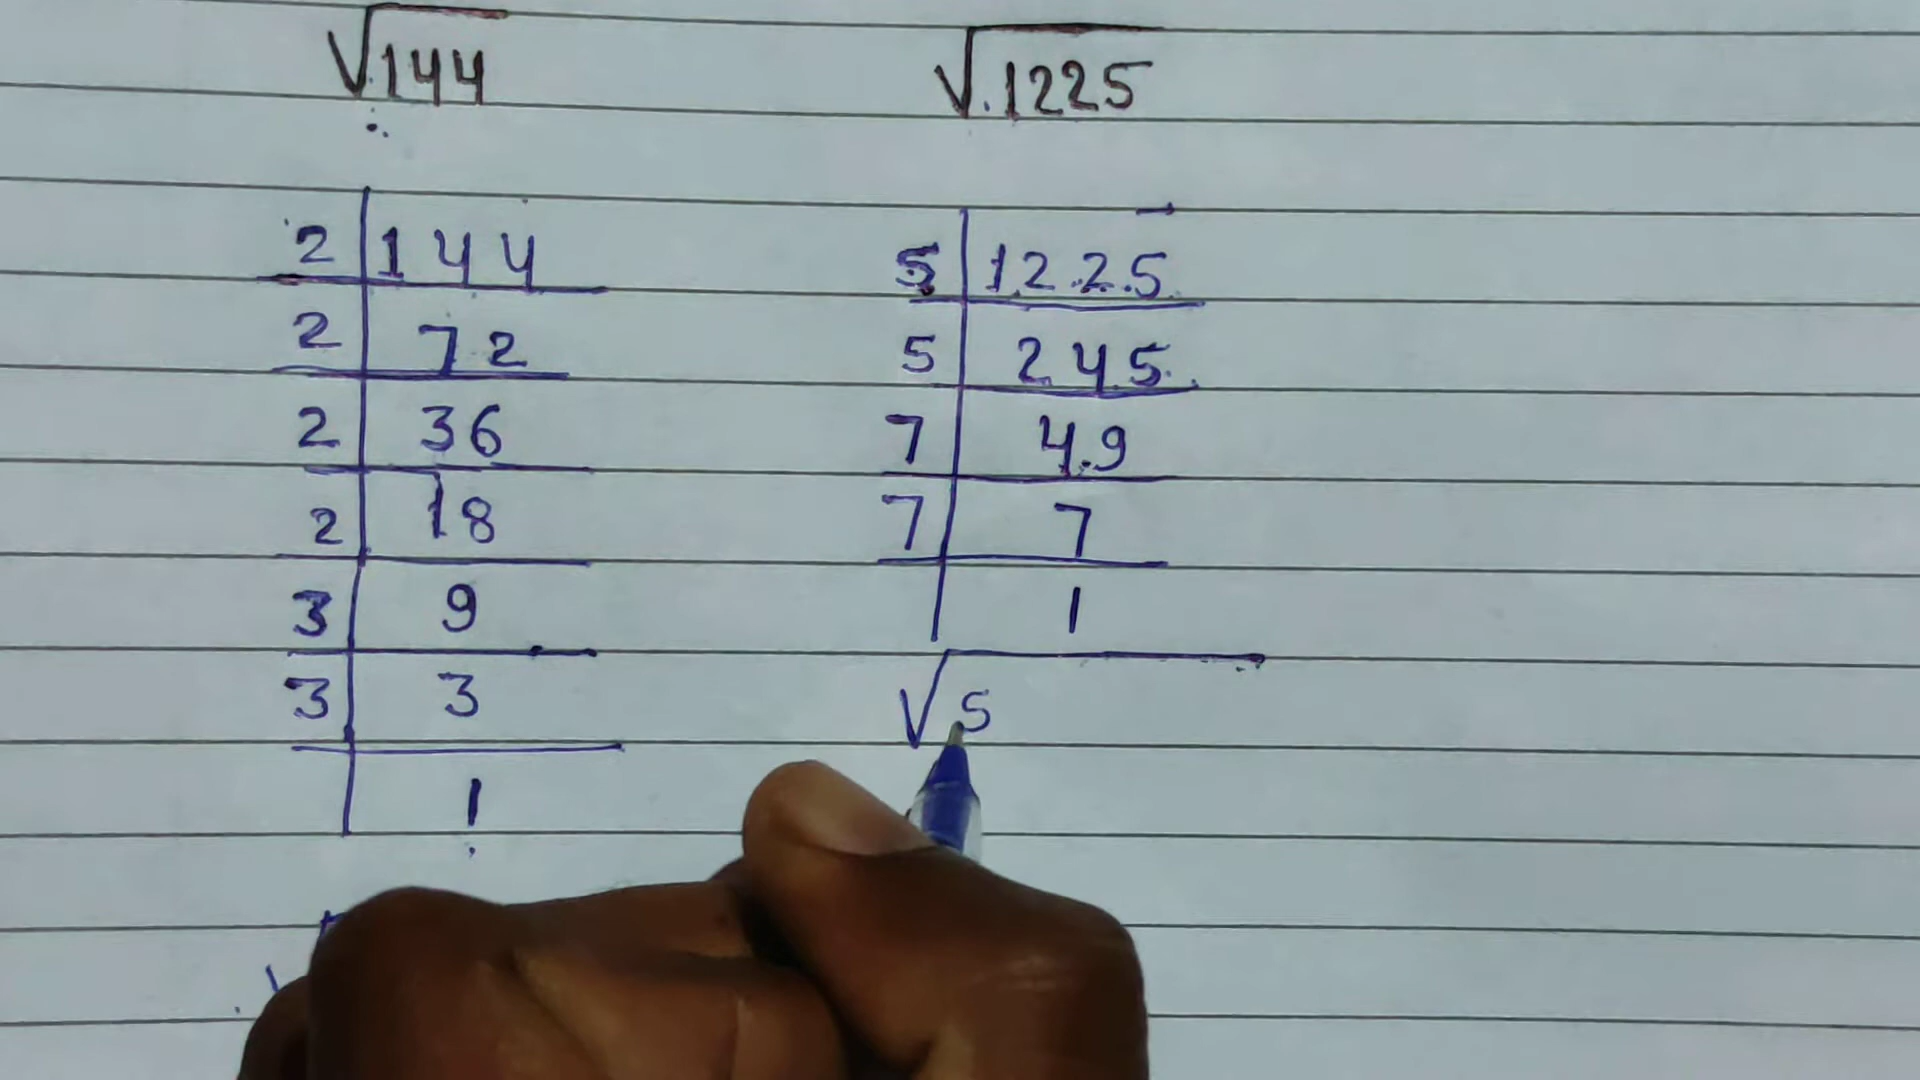 √144
2 | 144
2 | 72
2 | 36
2 | 18
3 | 9
3 | 3
1
√1225
5 | 1225
5 | 245
7 | 49
7 | 7
1
√5